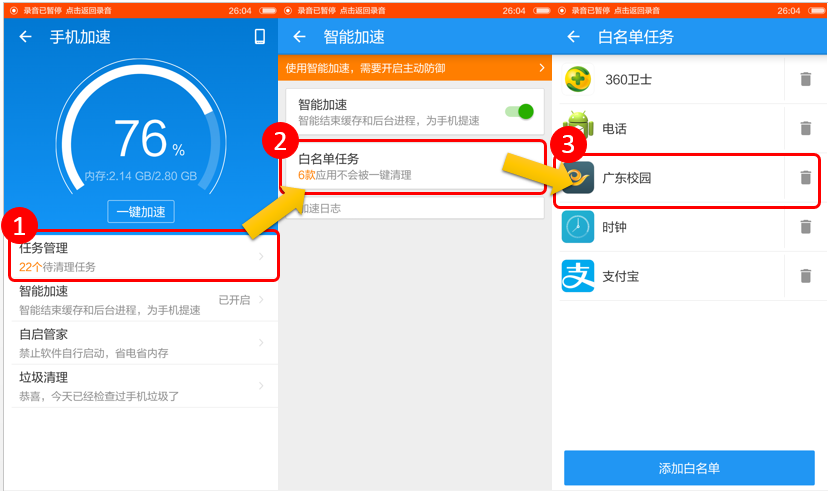 录音已暂停 点击返回录音 26:04
手机加速
76%
内存:2.14 GB/2.80 GB
一键加速
1
任务管理
22个待清理任务
智能加速
智能结束缓存和后台进程，为手机提速
已开启
自启管家
禁止软件自行启动，省电省内存
垃圾清理
恭喜，今天已经检查过手机垃圾了
录音已暂停 点击返回录音 26:04
智能加速
使用智能加速，需要开启主动防御
智能加速
智能结束缓存和后台进程，为手机提速
2
白名单任务
6款应用不会被一键清理
加速日志
录音已暂停 点击返回录音 26:04
白名单任务
360卫士
电话
3
广东校园
时钟
支
支付宝
添加白名单